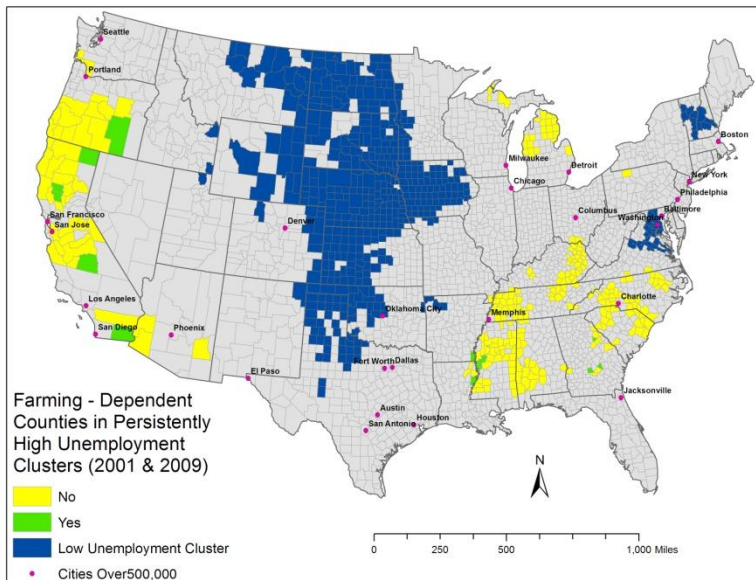 Seattle
Portland
Milwaukee
Detroit
Chicago
Boston
New York
Philadelphia
Baltimore
Washington
Columbus
San Francisco
San Jose
Denver
Los Angeles
San Diego
Phoenix
Oklahoma City
Memphis
Charlotte
El Paso
Fort Worth
Dallas
Jacksonville
Austin
Houston
San Antonio
Farming - Dependent
Counties in Persistently
High Unemployment
Clusters (2001 & 2009)
No
Yes
Low Unemployment Cluster
Cities Over500,000
N
0 250 500 1,000 Miles